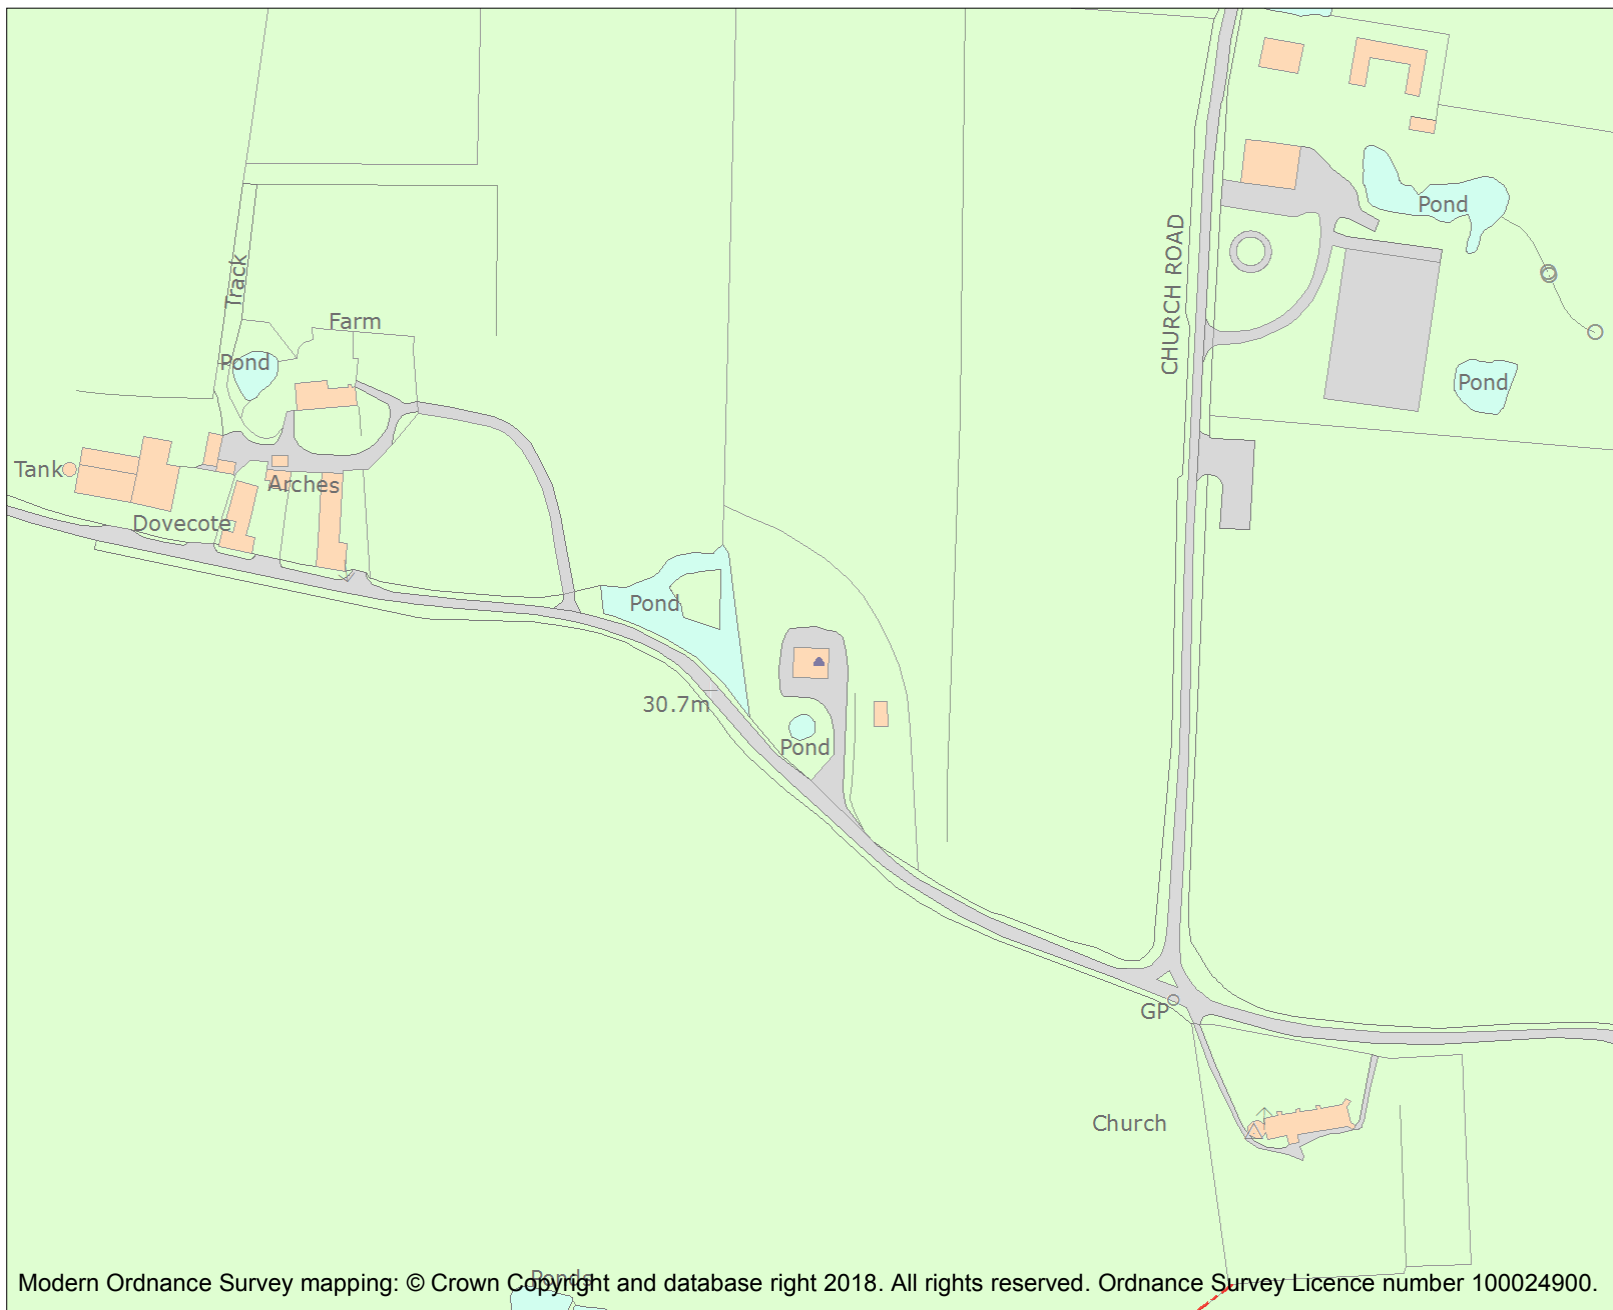 Pond
CHURCH ROAD
Track
Farm
Pond
Pond
Tank
Arches
Dovecote
Pond
30.7m
Pond
GP
Church
Ponds
Modern Ordnance Survey mapping: © Crown Copyright and database right 2018. All rights reserved. Ordnance Survey Licence number 100024900.